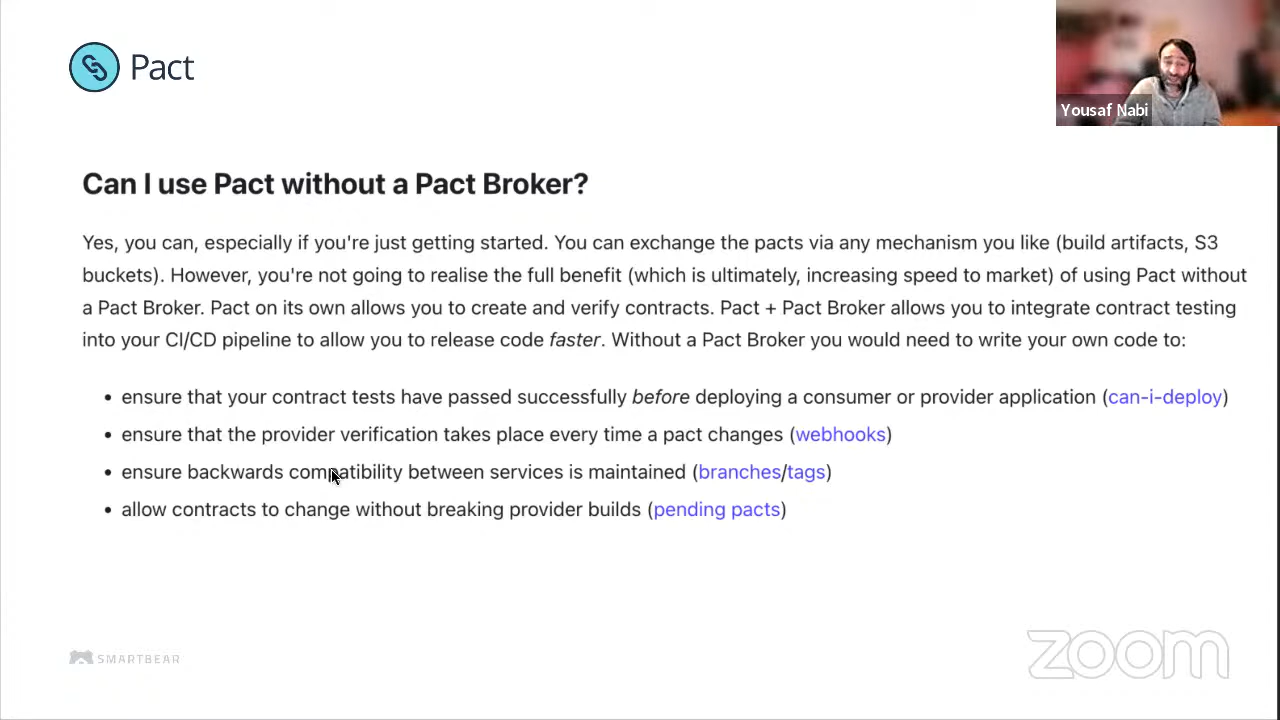 Pact
Yousaf Nabi
Can I use Pact without a Pact Broker?
Yes, you can, especially if you're just getting started. You can exchange the pacts via any mechanism you like (build artifacts, S3
buckets). However, you're not going to realise the full benefit (which is ultimately, increasing speed to market) of using Pact without
a Pact Broker. Pact on its own allows you to create and verify contracts. Pact + Pact Broker allows you to integrate contract testing
into your CI/CD pipeline to allow you to release code faster. Without a Pact Broker you would need to write your own code to:
• ensure that your contract tests have passed successfully before deploying a consumer or provider application (can-i-deploy)
• ensure that the provider verification takes place every time a pact changes (webhooks)
• ensure backwards compatibility between services is maintained (branches/tags)
• allow contracts to change without breaking provider builds (pending pacts)
SMARTBEAR
zoom